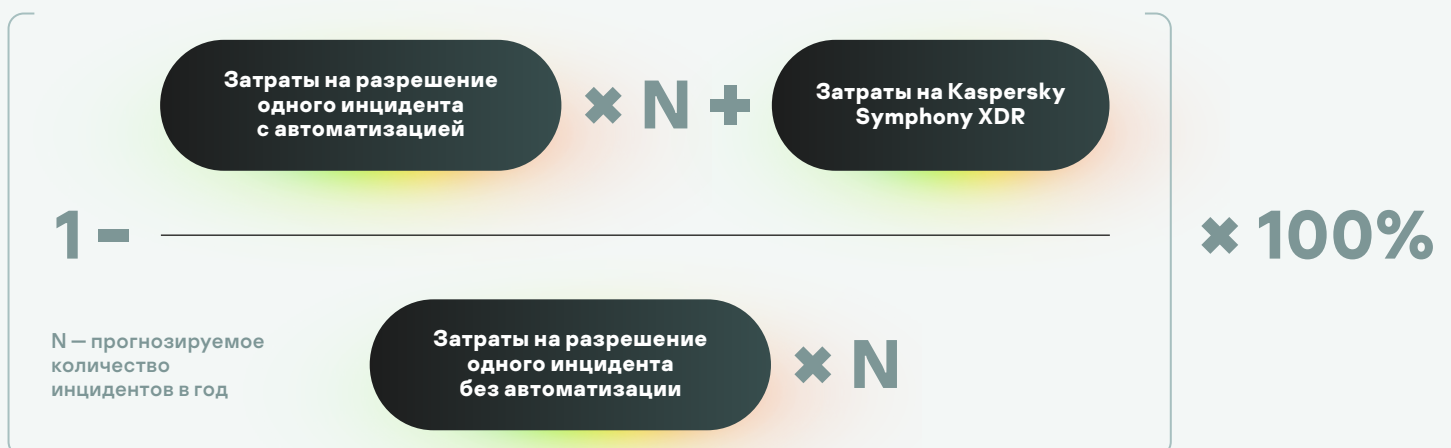 Затраты на разрешение
одного инцидента
с автоматизацией
× N +
Затраты на Kaspersky
Symphony XDR
1 –
× 100%
N — прогнозируемое
количество
инцидентов в год
Затраты на разрешение
одного инцидента
без автоматизации
× N